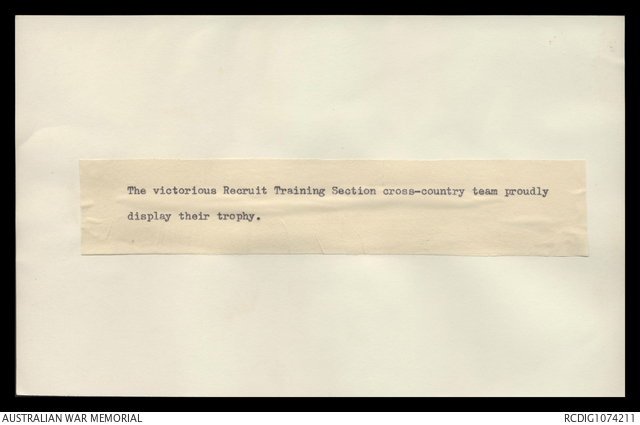 The victorious Recruit Training Section cross-country team proudly
display their trophy.
AUSTRALIAN WAR MEMORIAL
RCDIG1074211